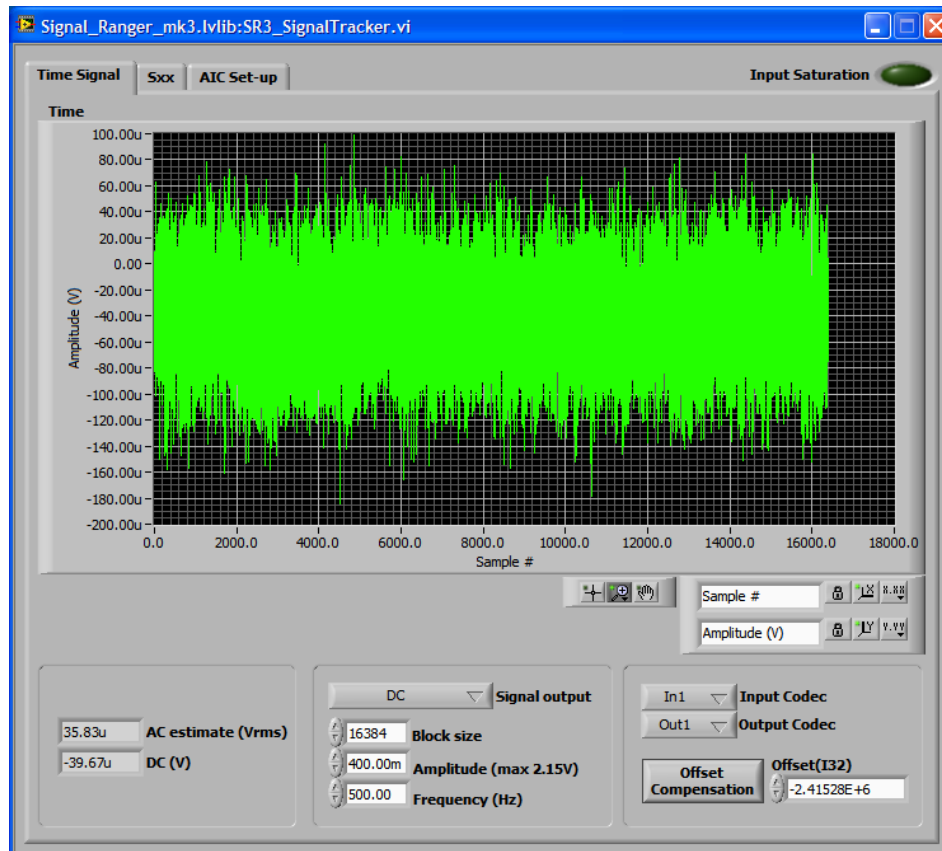 Signal_Ranger_mk3.lvlib:SR3_SignalTracker.vi
Time Signal Sxx AIC Set-up Input Saturation
Time
100.00u
80.00u
60.00u
40.00u
20.00u
0.00
-20.00u
-40.00u
-60.00u
-80.00u
-100.00u
-120.00u
-140.00u
-160.00u
-180.00u
-200.00u
Amplitude (V)
0.0 2000.0 4000.0 6000.0 8000.0 10000.0 12000.0 14000.0 16000.0 18000.0
Sample #
Sample # X X.XX
Amplitude (V) Y Y.YY
35.83u AC estimate (Vrms)
-39.67u DC (V)
DC Signal output
16384 Block size
400.00m Amplitude (max 2.15V)
500.00 Frequency (Hz)
In1 Input Codec
Out1 Output Codec
Offset Compensation
Offset(I32)
-2.41528E+6